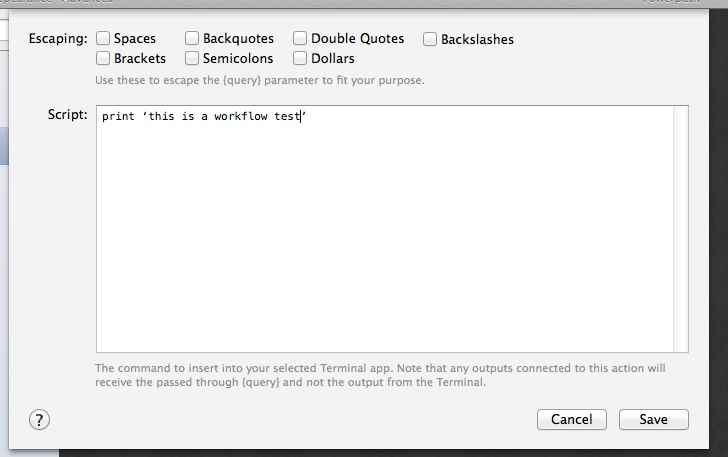 Advanced
Escaping: Spaces Backquotes Double Quotes Backslashes
Brackets Semicolons Dollars
Use these to escape the {query} parameter to fit your purpose.
Script: print ‘this is a workflow test’
The command to insert into your selected Terminal app. Note that any outputs connected to this action will
receive the passed through {query} and not the output from the Terminal.
? Cancel Save